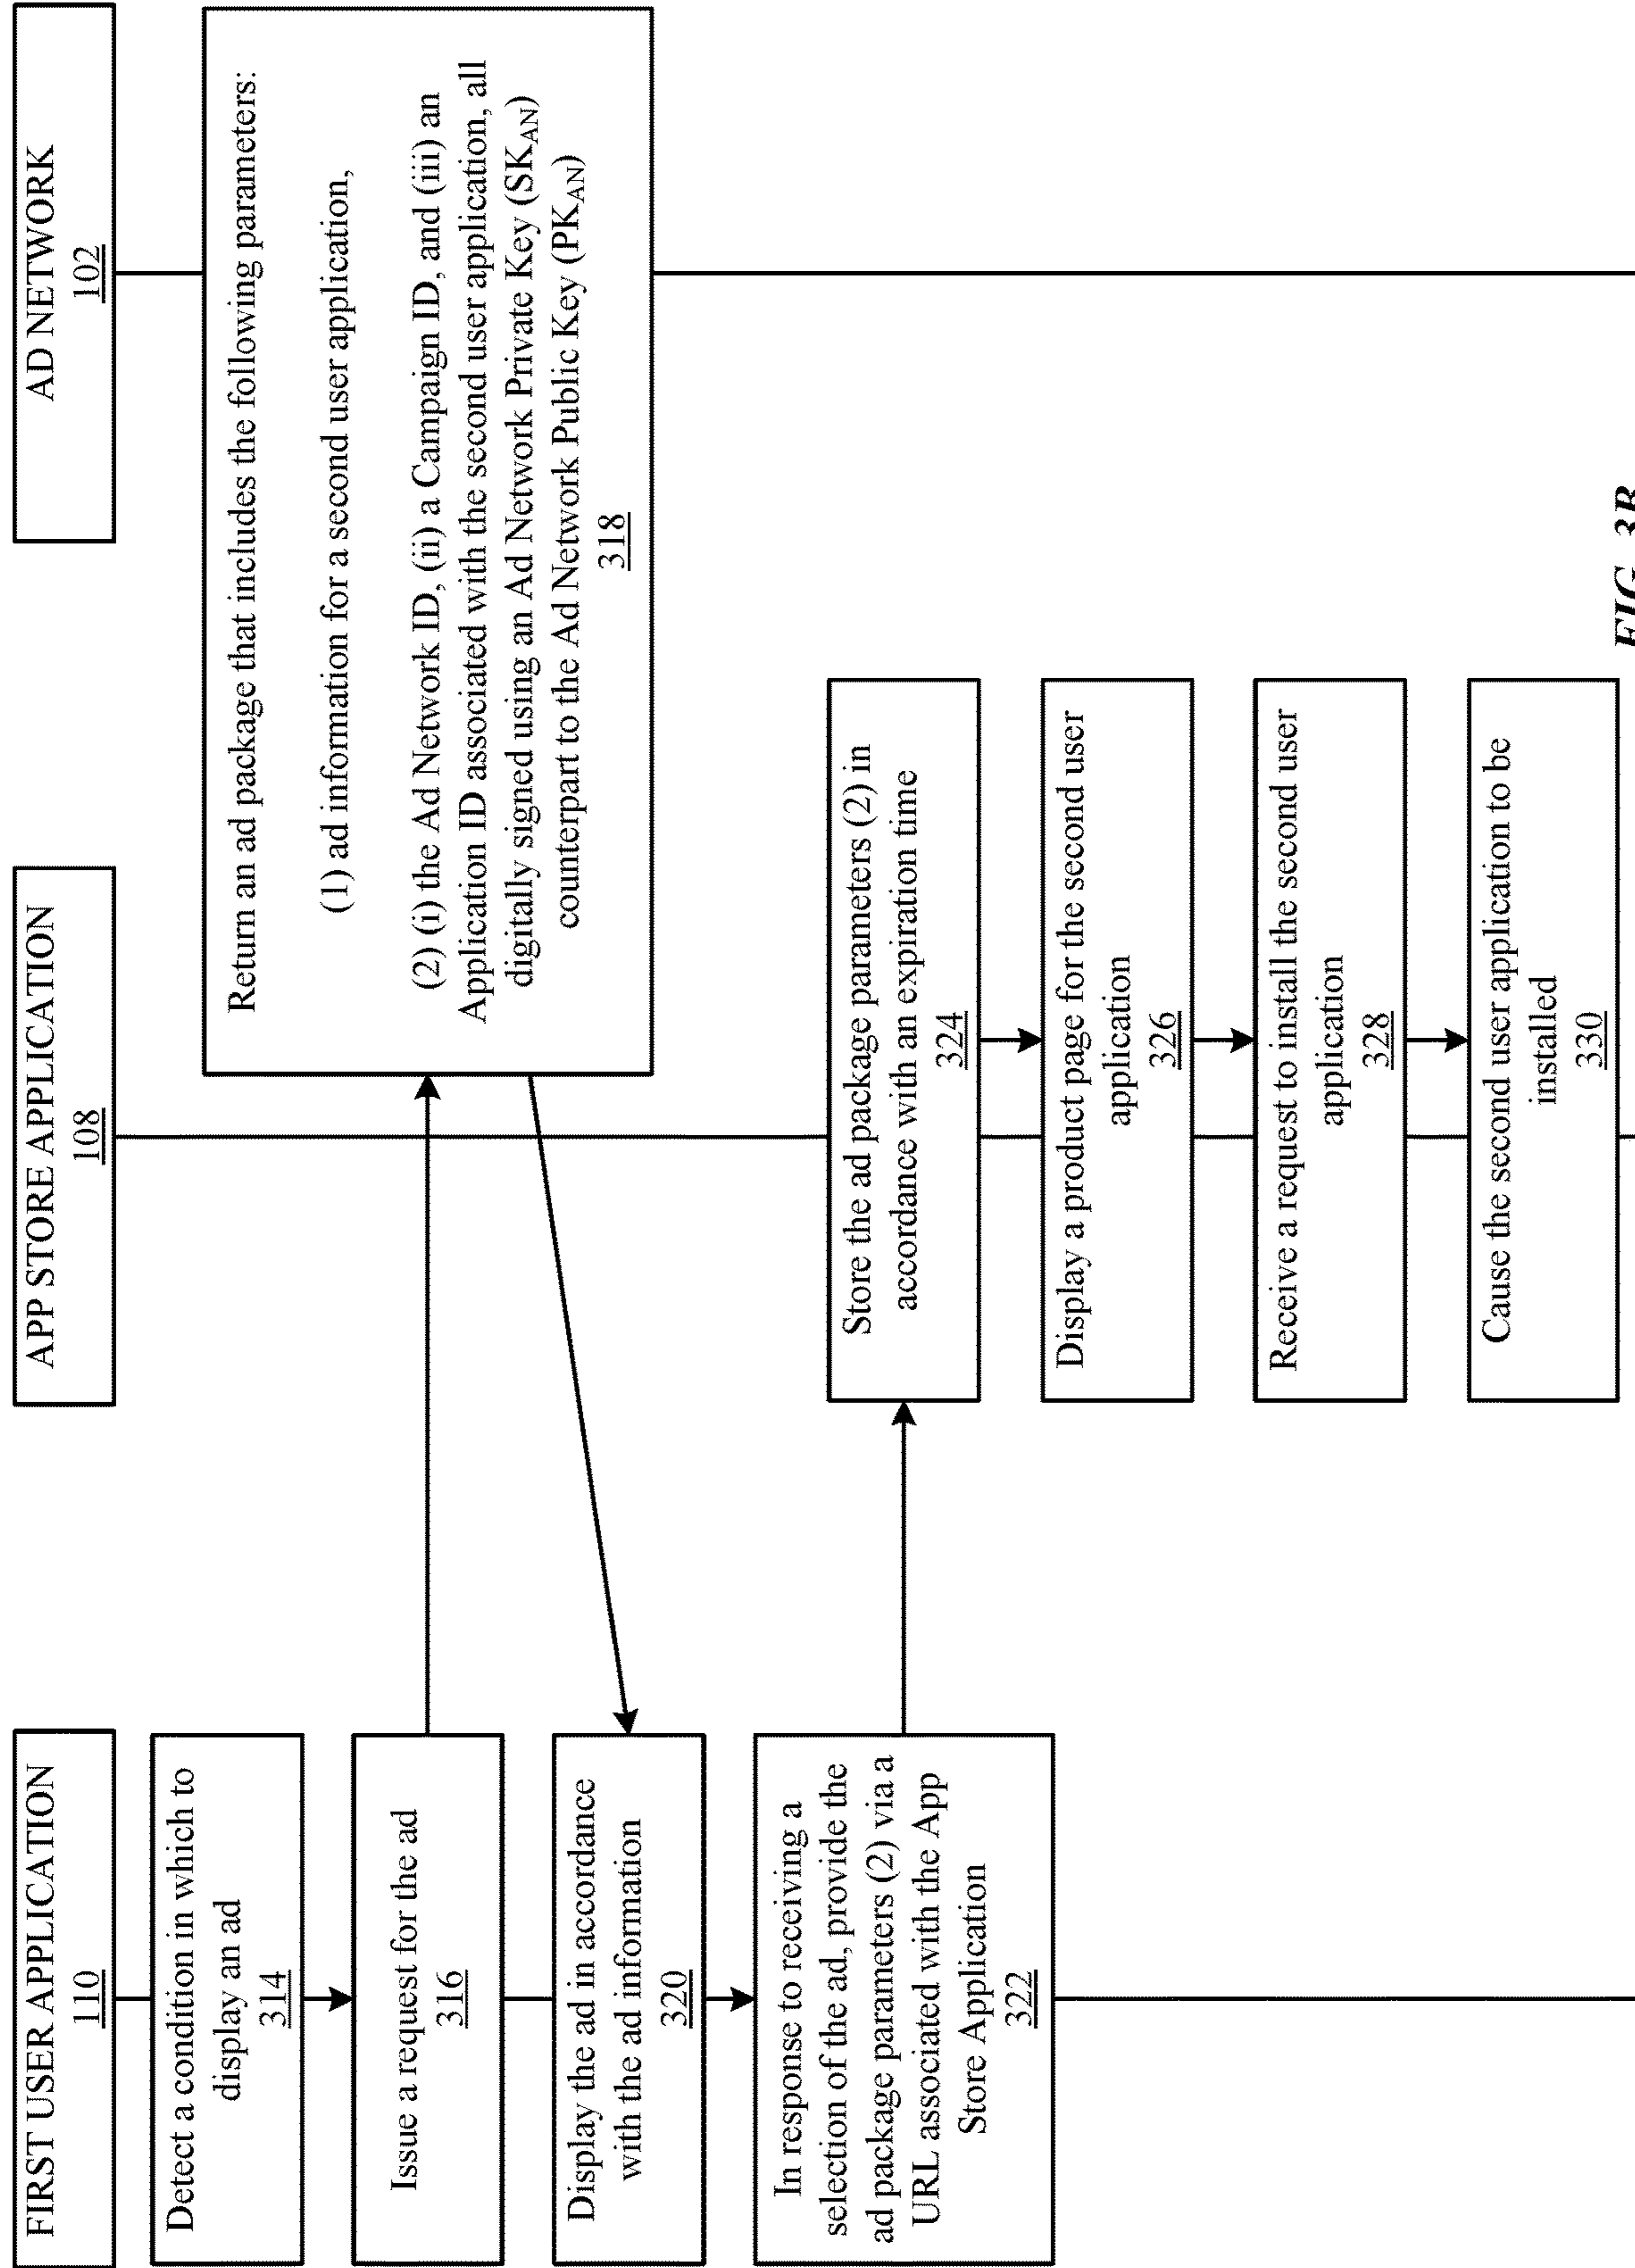 FIRST USER APPLICATION
110
APP STORE APPLICATION
108
AD NETWORK
102
Detect a condition in which to
display an ad
314
Issue a request for the ad
316
Return an ad package that includes the following parameters:
(1) ad information for a second user application,
(2) (i) the Ad Network ID, (ii) a Campaign ID, and (iii) an
Application ID associated with the second user application, all
digitally signed using an Ad Network Private Key (SKAN)
counterpart to the Ad Network Public Key (PKAN)
318
Display the ad in accordance
with the ad information
320
In response to receiving a
selection of the ad, provide the
ad package parameters (2) via a
URL associated with the App
Store Application
322
Store the ad package parameters (2) in
accordance with an expiration time
324
Display a product page for the second user
application
326
Receive a request to install the second user
application
328
Cause the second user application to be
installed
330
FIG. 3B